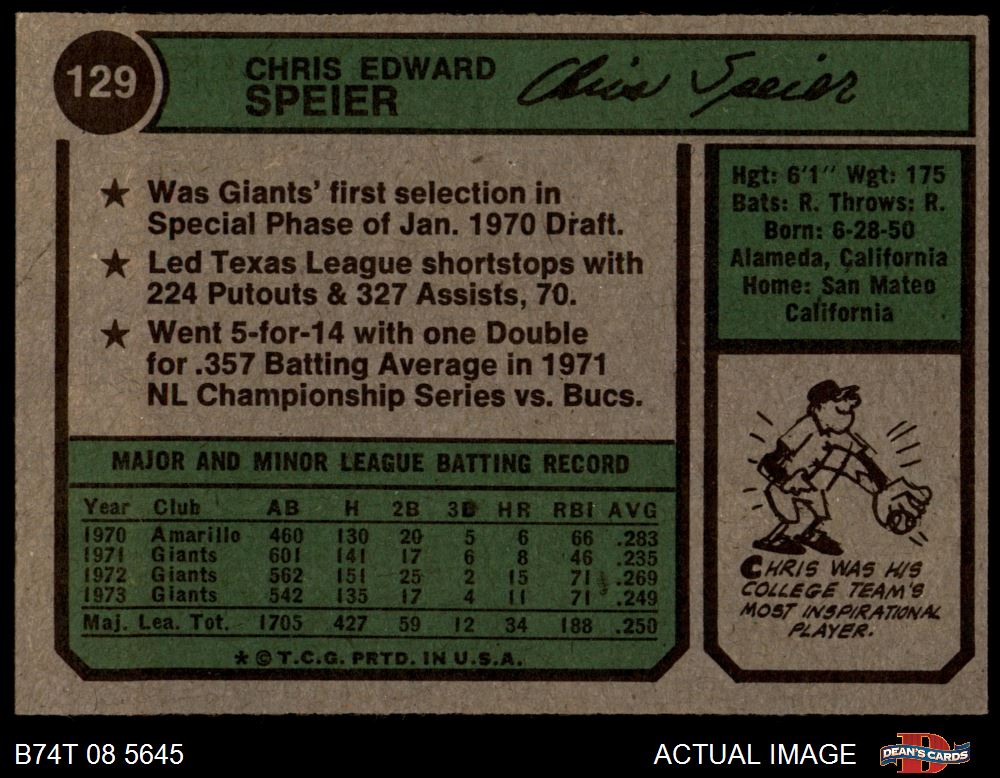 129
CHRIS EDWARD
SPEIER
Chris Speier
★ Was Giants' first selection in
Special Phase of Jan. 1970 Draft.
★ Led Texas League shortstops with
224 Putouts & 327 Assists, 70.
★ Went 5-for-14 with one Double
for .357 Batting Average in 1971
NL Championship Series vs. Bucs.
Hgt: 6'1" Wgt: 175
Bats: R. Throws: R.
Born: 6-28-50
Alameda, California
Home: San Mateo
California
MAJOR AND MINOR LEAGUE BATTING RECORD
Year Club AB H 2B 3B HR RBI AVG
1970 Amarillo 460 130 20 5 6 66 .283
1971 Giants 601 141 17 6 8 46 .235
1972 Giants 562 151 25 2 15 71 .269
1973 Giants 542 135 17 4 11 71 .249
Maj. Lea. Tot. 1705 427 59 12 34 188 .250
* © T.C.G. PRTD. IN U.S.A.
CHRIS WAS HIS
COLLEGE TEAM'S
MOST INSPIRATIONAL
PLAYER.
B74T 08 5645
ACTUAL IMAGE
DEAN'S CARDS